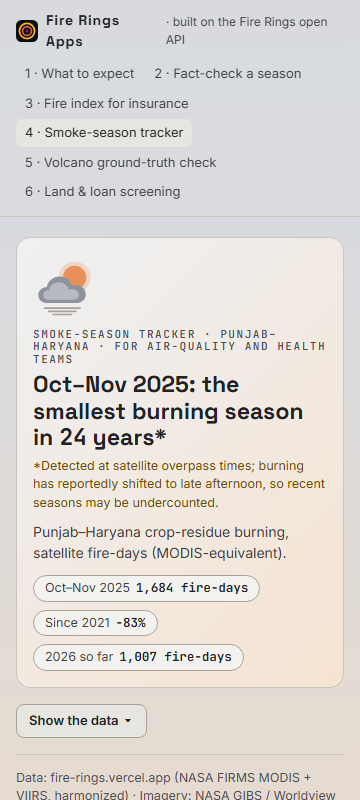 Fire Rings Apps
· built on the Fire Rings open API
1 · What to expect
2 · Fact-check a season
3 · Fire index for insurance
4 · Smoke-season tracker
5 · Volcano ground-truth check
6 · Land & loan screening
SMOKE-SEASON TRACKER · PUNJAB–
HARYANA · FOR AIR-QUALITY AND HEALTH
TEAMS
Oct–Nov 2025: the
smallest burning season
in 24 years*
*Detected at satellite overpass times; burning
has reportedly shifted to late afternoon, so recent
seasons may be undercounted.
Punjab–Haryana crop-residue burning,
satellite fire-days (MODIS-equivalent).
Oct–Nov 2025 1,684 fire-days
Since 2021 -83%
2026 so far 1,007 fire-days
Show the data
Data: fire-rings.vercel.app (NASA FIRMS MODIS +
VIIRS, harmonized) · Imagery: NASA GIBS / Worldview